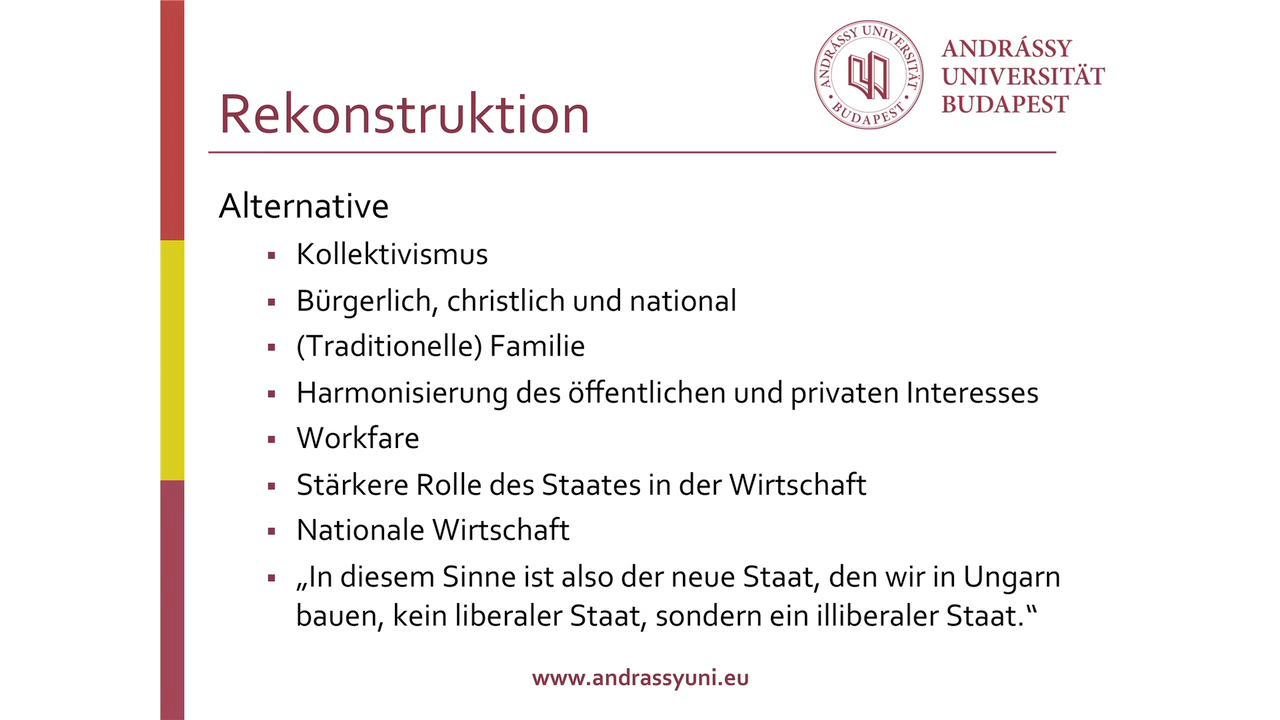 ANDRÁSSY UNIVERSITÄT
• BUDAPEST •
ANDRÁSSY
UNIVERSITÄT
BUDAPEST
Rekonstruktion
Alternative
▪ Kollektivismus
▪ Bürgerlich, christlich und national
▪ (Traditionelle) Familie
▪ Harmonisierung des öffentlichen und privaten Interesses
▪ Workfare
▪ Stärkere Rolle des Staates in der Wirtschaft
▪ Nationale Wirtschaft
▪ „In diesem Sinne ist also der neue Staat, den wir in Ungarn
bauen, kein liberaler Staat, sondern ein illiberaler Staat.“
www.andrassyuni.eu